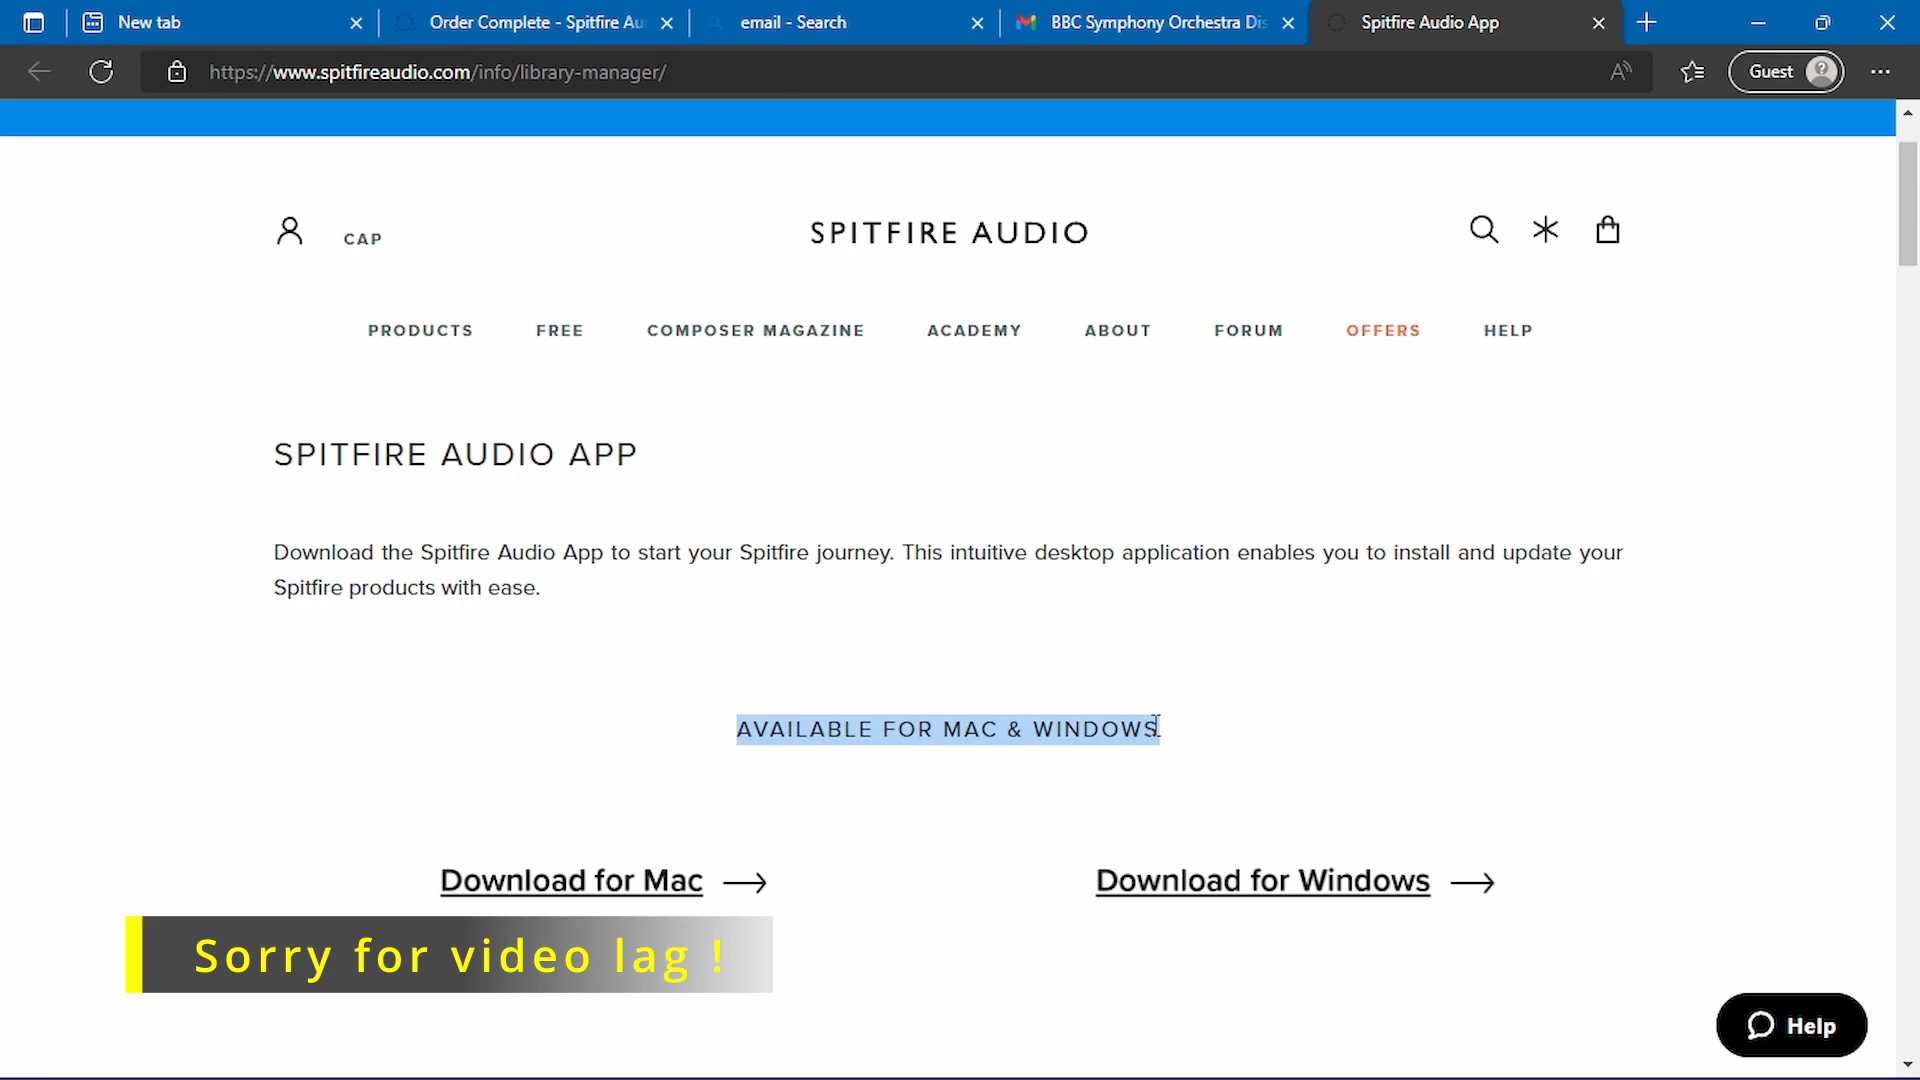 New tab
Order Complete - Spitfire Au
email - Search
BBC Symphony Orchestra Dis
Spitfire Audio App
https://www.spitfireaudio.com/info/library-manager/
Guest
CAP
SPITFIRE AUDIO
PRODUCTS
FREE
COMPOSER MAGAZINE
ACADEMY
ABOUT
FORUM
OFFERS
HELP
SPITFIRE AUDIO APP
Download the Spitfire Audio App to start your Spitfire journey. This intuitive desktop application enables you to install and update your
Spitfire products with ease.
AVAILABLE FOR MAC & WINDOWS
Download for Mac
Download for Windows
Sorry for video lag !
Help